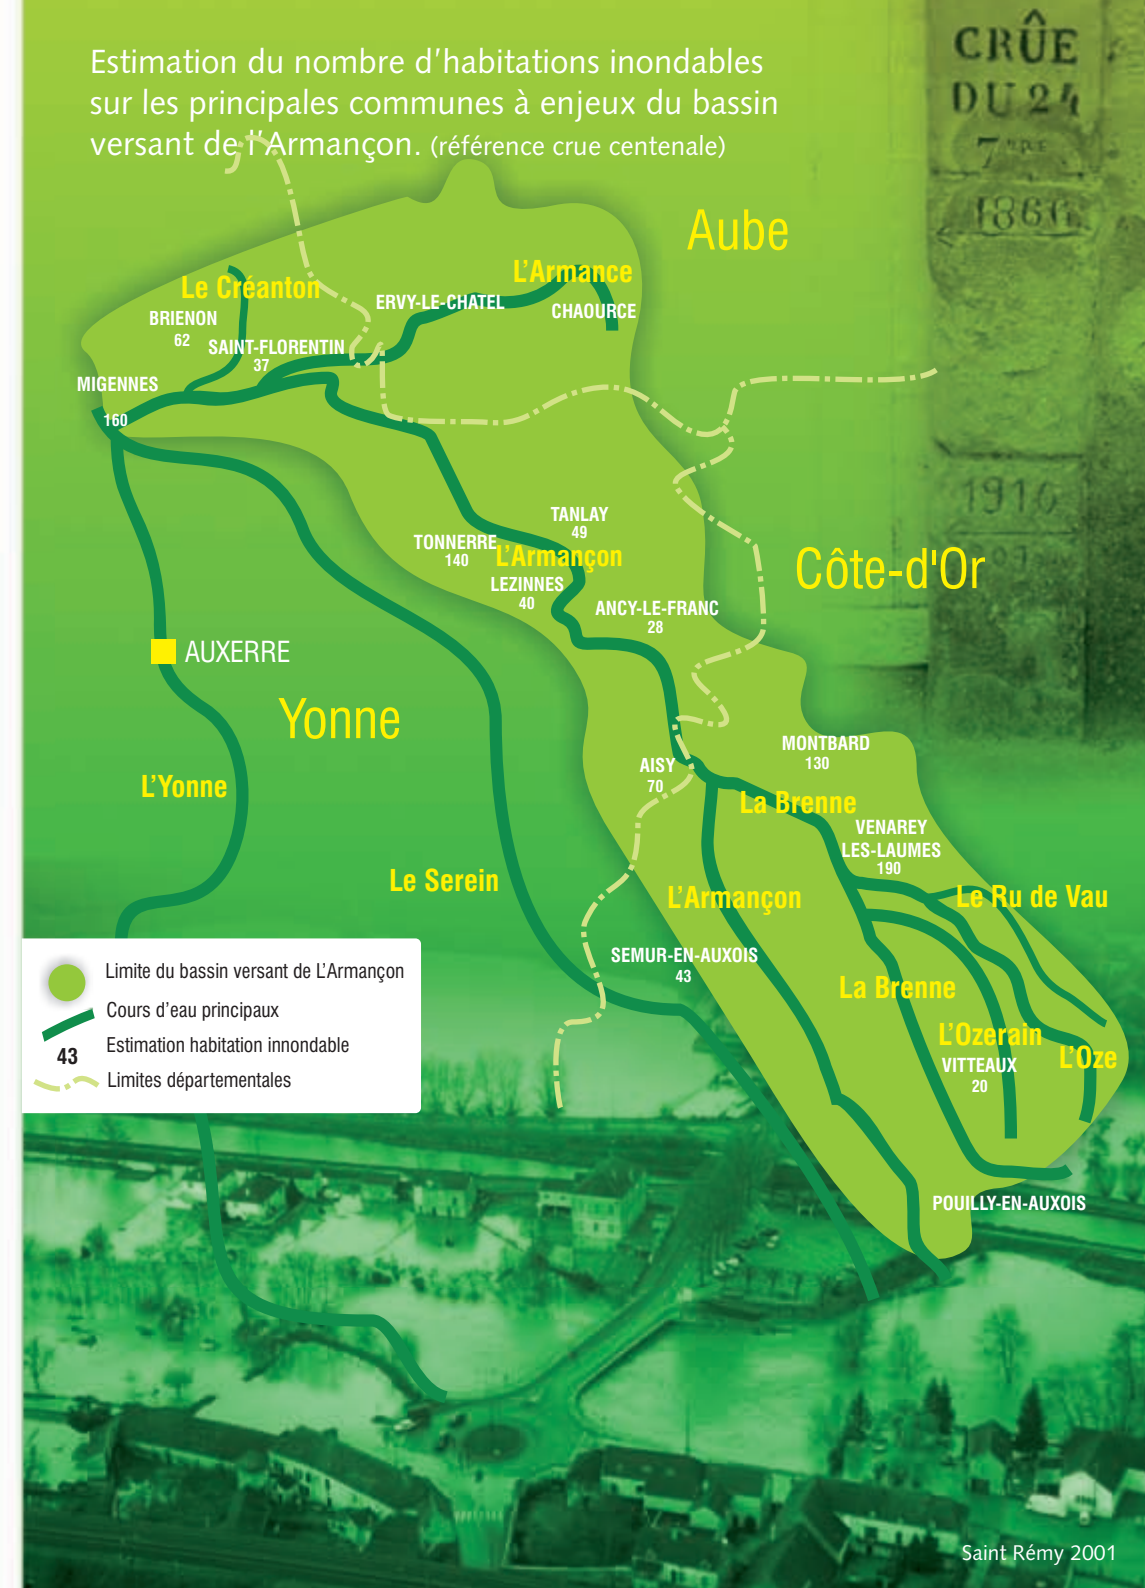 Estimation du nombre d'habitations inondables
sur les principales communes à enjeux du bassin
versant de l'Armançon. (référence crue centenale)
CRÛE
DU 24
7BRE
1866
1910
Aube
L'Armance
Le Créanton
ERVY-LE-CHATEL
CHAOURCE
BRIENON
62
SAINT-FLORENTIN
37
MIGENNES
160
TANLAY
49
TONNERRE
140
L'Armançon
LEZINNES
40
ANCY-LE-FRANC
28
Côte-d'Or
AUXERRE
Yonne
MONTBARD
130
AISY
70
L'Yonne
La Brenne
VENAREY
LES-LAUMES
190
Le Serein
L'Armançon
Le Ru de Vau
SEMUR-EN-AUXOIS
43
La Brenne
L'Ozerain
VITTEAUX
20
L'Oze
POUILLY-EN-AUXOIS
Limite du bassin versant de L'Armançon
Cours d'eau principaux
43 Estimation habitation innondable
Limites départementales
Saint Rémy 2001